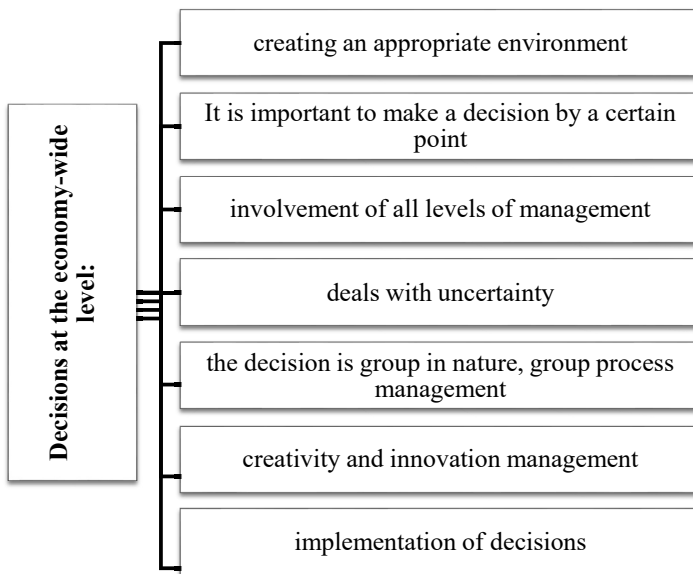 Decisions at the economy-wide
level:
creating an appropriate environment
It is important to make a decision by a certain
point
involvement of all levels of management
deals with uncertainty
the decision is group in nature, group process
management
creativity and innovation management
implementation of decisions